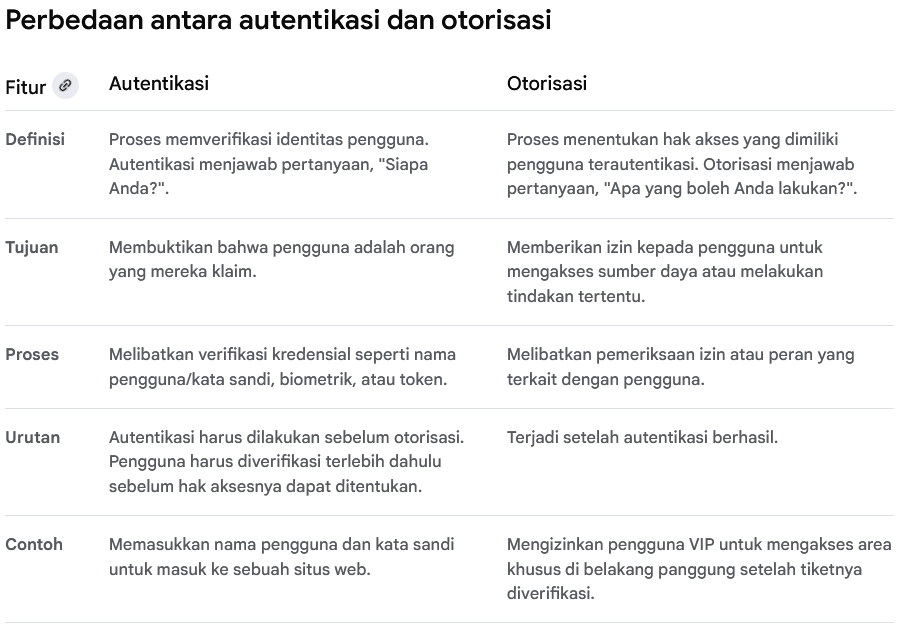 Perbedaan antara autentikasi dan otorisasi
Fitur
Autentikasi
Otorisasi
Definisi
Proses memverifikasi identitas pengguna.
Autentikasi menjawab pertanyaan, "Siapa
Anda?".
Proses menentukan hak akses yang dimiliki
pengguna terautentikasi. Otorisasi menjawab
pertanyaan, "Apa yang boleh Anda lakukan?".
Tujuan
Membuktikan bahwa pengguna adalah orang
yang mereka klaim.
Memberikan izin kepada pengguna untuk
mengakses sumber daya atau melakukan
tindakan tertentu.
Proses
Melibatkan verifikasi kredensial seperti nama
pengguna/kata sandi, biometrik, atau token.
Melibatkan pemeriksaan izin atau peran yang
terkait dengan pengguna.
Urutan
Autentikasi harus dilakukan sebelum otorisasi.
Pengguna harus diverifikasi terlebih dahulu
sebelum hak aksesnya dapat ditentukan.
Terjadi setelah autentikasi berhasil.
Contoh
Memasukkan nama pengguna dan kata sandi
untuk masuk ke sebuah situs web.
Mengizinkan pengguna VIP untuk mengakses area
khusus di belakang panggung setelah tiketnya
diverifikasi.